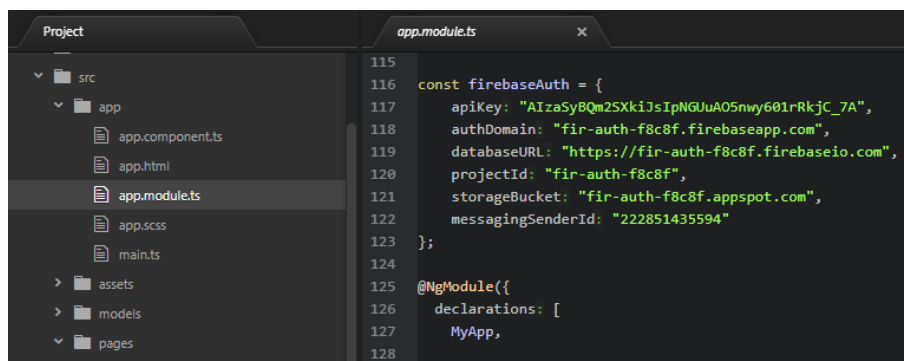 Project
src
app
app.component.ts
app.html
app.module.ts
app.scss
main.ts
assets
models
pages
app.module.ts ×
115
116 const firebaseAuth = {
117 apiKey: "AIzaSyBQm2SXkiJsIpNGUuAO5nwy601rRkjC_7A",
118 authDomain: "fir-auth-f8c8f.firebaseapp.com",
119 databaseURL: "https://fir-auth-f8c8f.firebaseio.com",
120 projectId: "fir-auth-f8c8f",
121 storageBucket: "fir-auth-f8c8f.appspot.com",
122 messagingSenderId: "222851435594"
123 };
124
125 @NgModule({
126 declarations: [
127 MyApp,
128